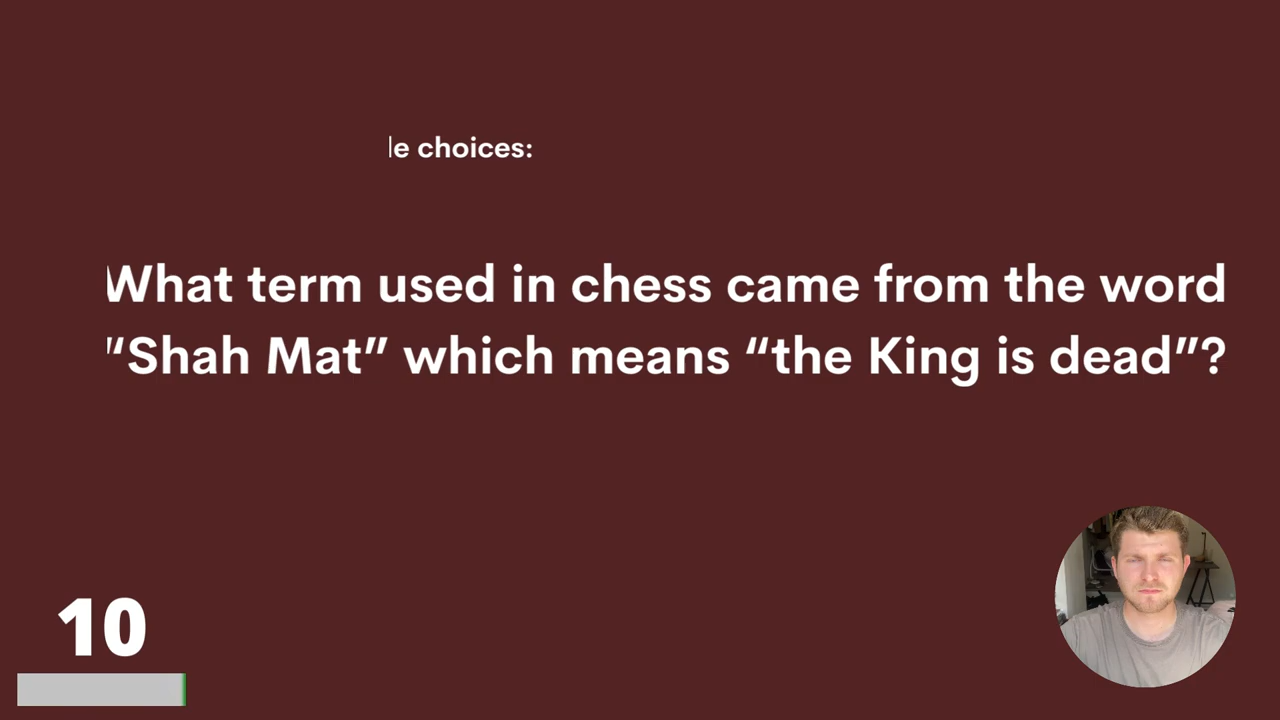 le choices:
What term used in chess came from the word
“Shah Mat” which means “the King is dead”?
10